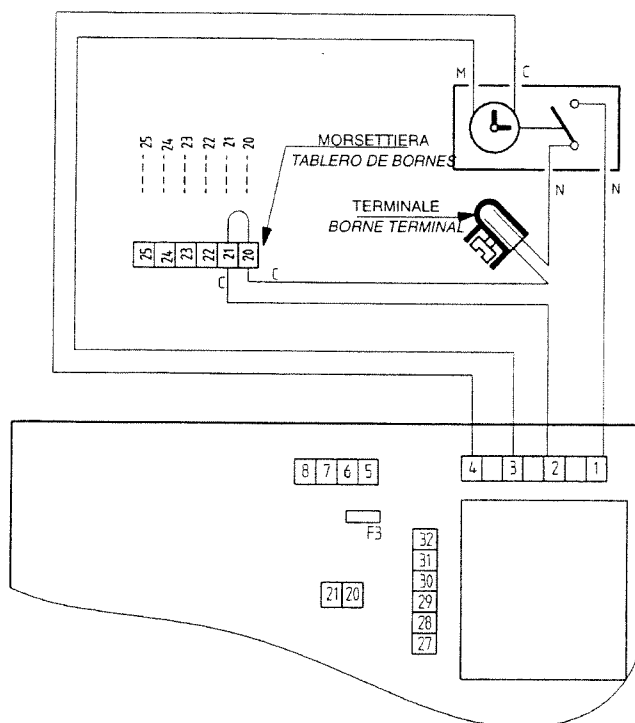 M C
25 24 23 22 21 20
MORSETTIERA
TABLERO DE BORNES
N N
TERMINALE
BORNE TERMINAL
25 24 23 22 21 20
C C
8 7 6 5
4 3 2 1
F3
32
31
30
29
28
27
21 20